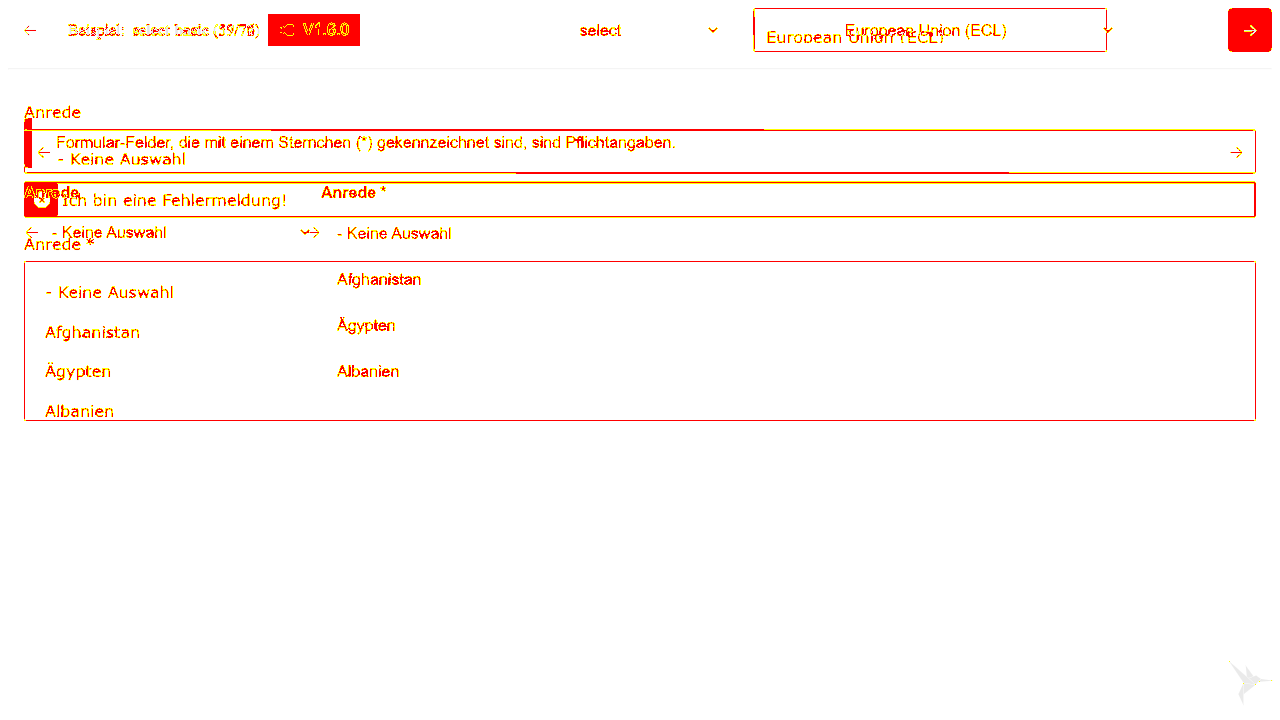 Beispiel: select basic V1.6.0 select European Union (ECL)
European Union (ECL)
Anrede
Formular-Felder, die mit einem Sternchen (*) gekennzeichnet sind, sind Pflichtangaben.
- Keine Auswahl
Anrede Anrede *
Ich bin eine Fehlermeldung!
- Keine Auswahl - Keine Auswahl
Anrede *
Afghanistan
- Keine Auswahl
Ägypten
Afghanistan
Albanien
Ägypten
Albanien